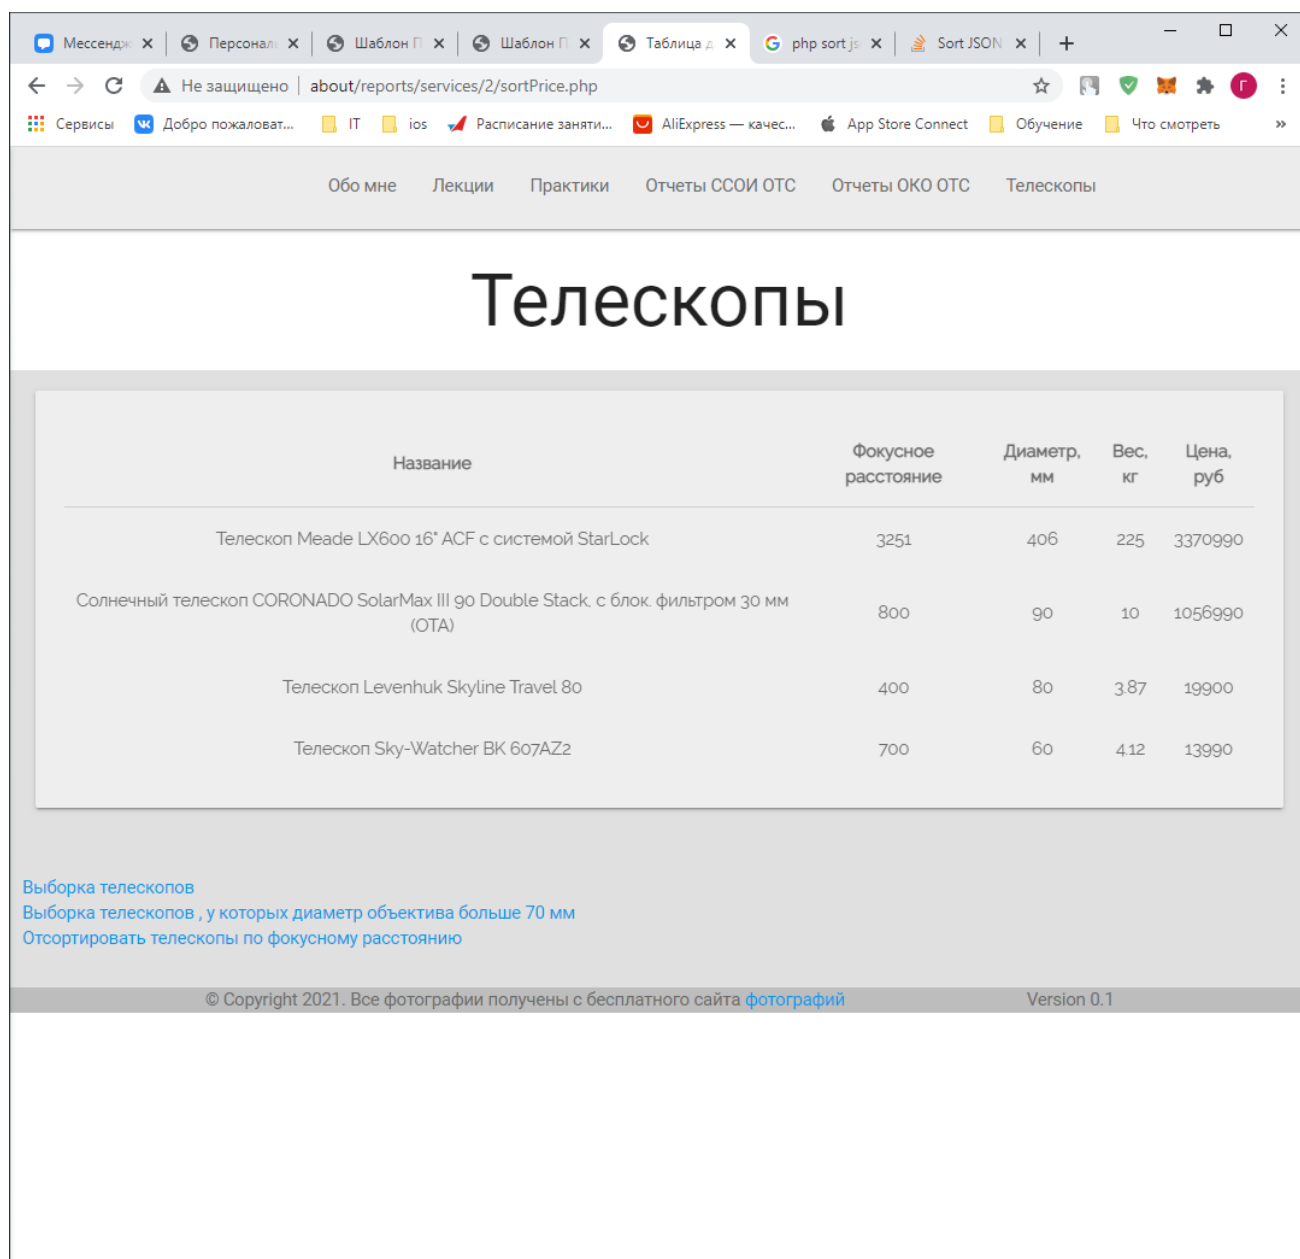 Мессендж
Персонал
Шаблон П
Шаблон П
Таблица д
php sort js
Sort JSON
Не защищено
about/reports/services/2/sortPrice.php
Г
Сервисы
Добро пожаловат...
IT
ios
Расписание заняти...
AliExpress — качес...
App Store Connect
Обучение
Что смотреть
»
Обо мне Лекции Практики Отчеты ССОИ ОТС Отчеты ОКО ОТС Телескопы
Телескопы
Название
Фокусное
расстояние
Диаметр,
мм
Вес,
кг
Цена,
руб
Телескоп Meade LX600 16" ACF с системой StarLock 3251 406 225 3370990
Солнечный телескоп CORONADO SolarMax III 90 Double Stack, с блок. фильтром 30 мм
(OTA)
800 90 10 1056990
Телескоп Levenhuk Skyline Travel 80 400 80 3.87 19900
Телескоп Sky-Watcher BK 607AZ2 700 60 4.12 13990
Выборка телескопов
Выборка телескопов , у которых диаметр объектива больше 70 мм
Отсортировать телескопы по фокусному расстоянию
© Copyright 2021. Все фотографии получены с бесплатного сайта фотографий
Version 0.1